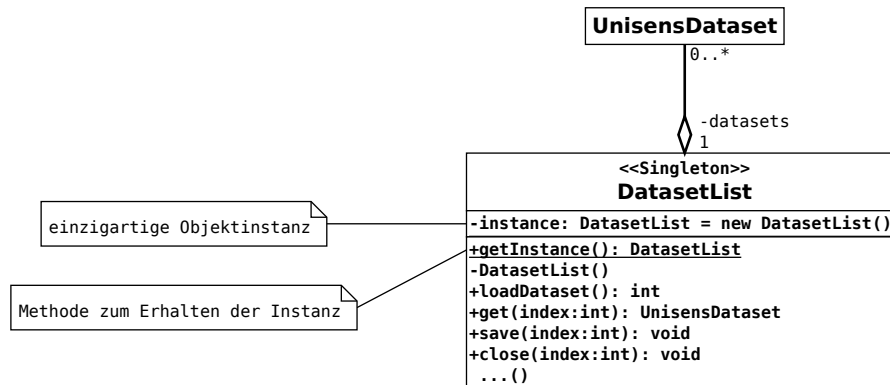 UnisensDataset
0..*
-datasets
1
<<Singleton>>
DatasetList
-instance: DatasetList = new DatasetList()
+getInstance(): DatasetList
-DatasetList()
+loadDataset(): int
+get(index:int): UnisensDataset
+save(index:int): void
+close(index:int): void
...()
einzigartige Objektinstanz
Methode zum Erhalten der Instanz